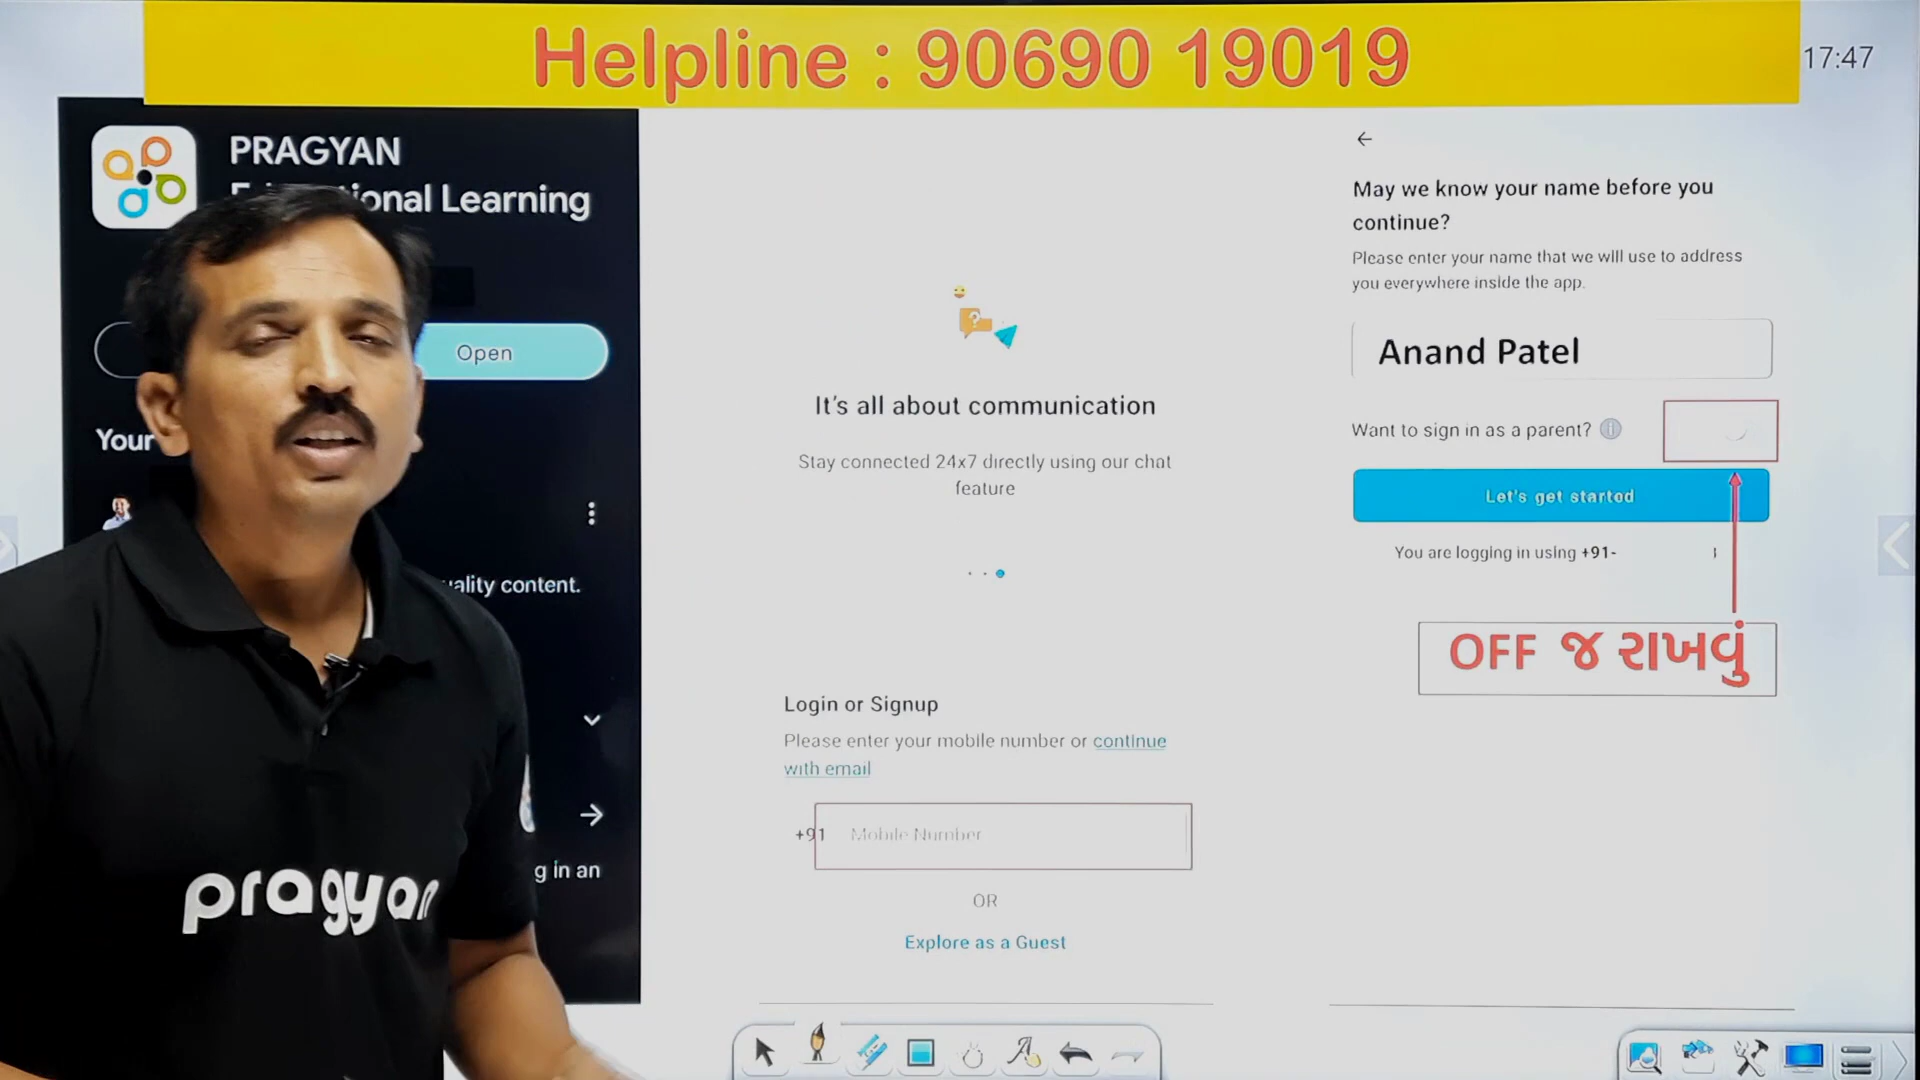 Helpline : 90690 19019
17:47
PRAGYAN
Educational Learning
Open
Your
uality content.
g in an
pragyan
It's all about communication
Stay connected 24x7 directly using our chat
feature
Login or Signup
Please enter your mobile number or continue
with email
+91 Mobile Number
OR
Explore as a Guest
May we know your name before you
continue?
Please enter your name that we will use to address
you everywhere inside the app.
Anand Patel
Want to sign in as a parent?
Let's get started
You are logging in using +91-
OFF જ રાખવું